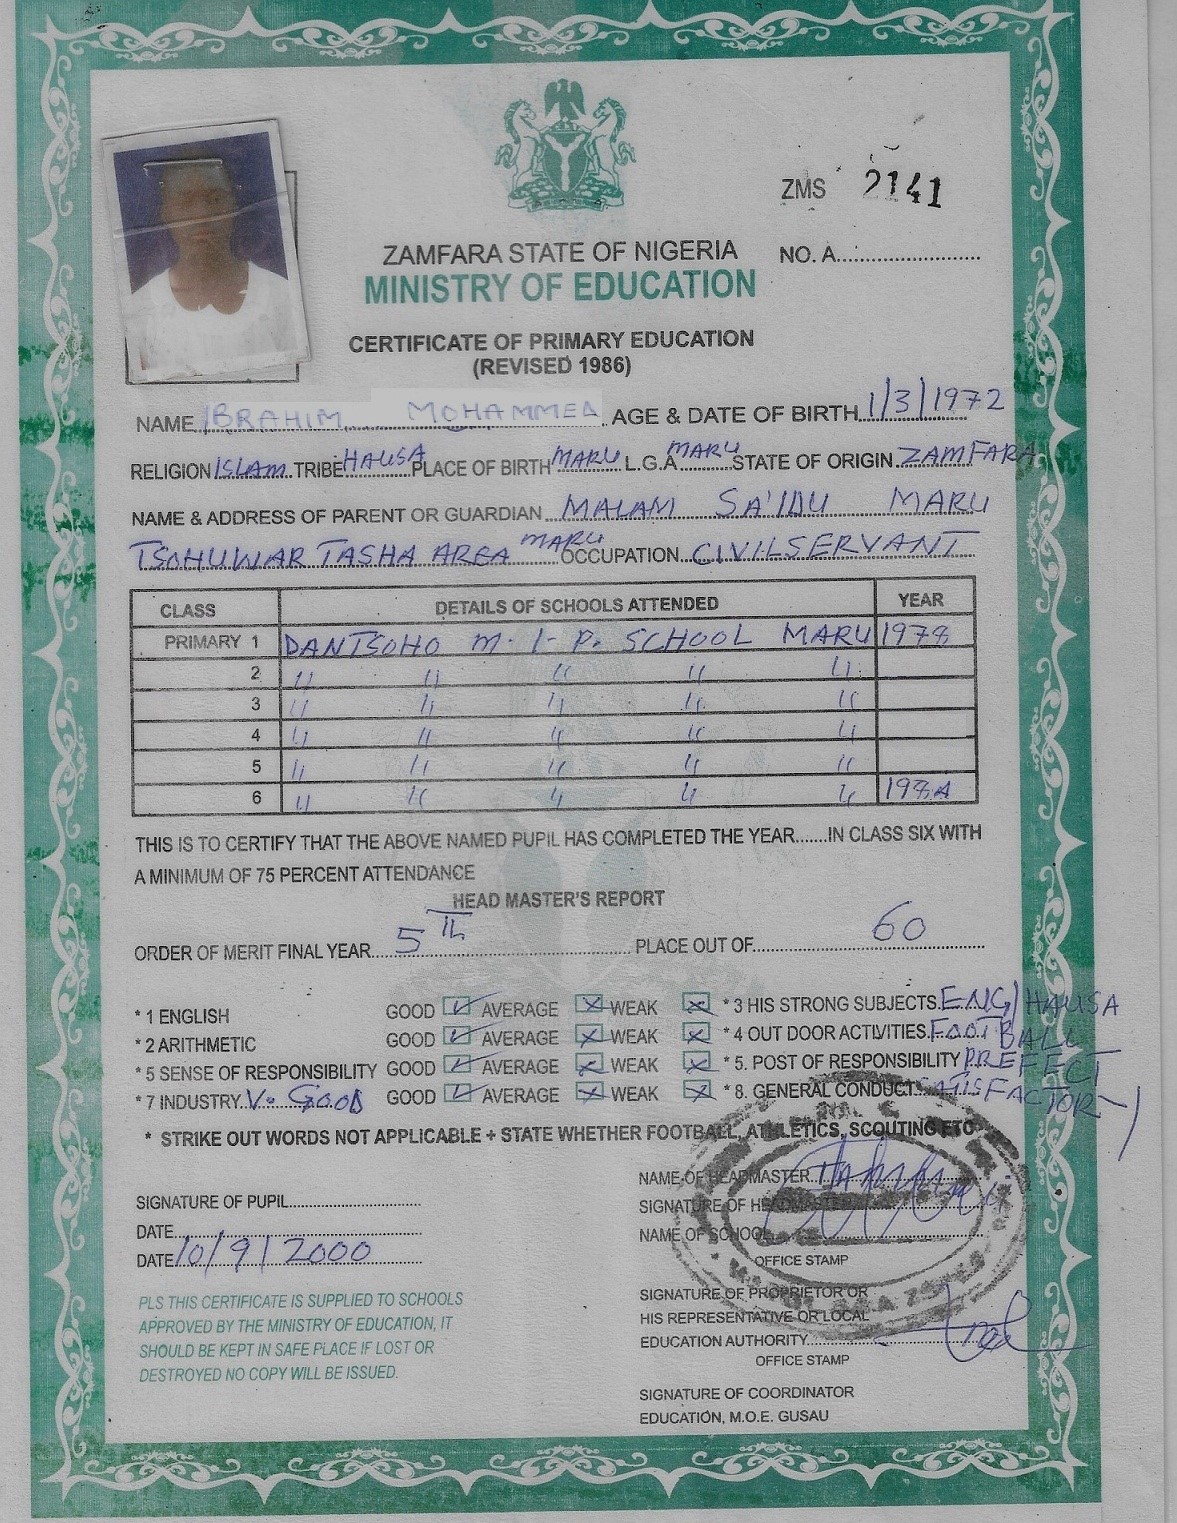 ZMS 2141
ZAMFARA STATE OF NIGERIA
NO. A
MINISTRY OF EDUCATION
CERTIFICATE OF PRIMARY EDUCATION
(REVISED 1986)
NAME IBRAHIM MOHAMMED AGE & DATE OF BIRTH 1/3/1972
RELIGION ISLAM TRIBE HAUSA PLACE OF BIRTH MARU L.G.A MARU STATE OF ORIGIN ZAMFARA
NAME & ADDRESS OF PARENT OR GUARDIAN MALAM SA'IDU MARU
TSOHUWAR TASHA AREA MARU OCCUPATION CIVIL SERVANT
CLASS DETAILS OF SCHOOLS ATTENDED YEAR
PRIMARY 1 DANTSOHO M. I. P. SCHOOL MARU 1978
2 " " " " "
3 " " " " "
4 " " " " "
5 " " " " "
6 " " " " "
THIS IS TO CERTIFY THAT THE ABOVE NAMED PUPIL HAS COMPLETED THE YEAR......IN CLASS SIX WITH
A MINIMUM OF 75 PERCENT ATTENDANCE
HEAD MASTER'S REPORT
ORDER OF MERIT FINAL YEAR 5TH PLACE OUT OF 60
* 1 ENGLISH GOOD AVERAGE WEAK * 3 HIS STRONG SUBJECTS ENG/HAUSA
* 2 ARITHMETIC GOOD AVERAGE WEAK * 4 OUT DOOR ACTIVITIES FOOTBALL
* 5 SENSE OF RESPONSIBILITY GOOD AVERAGE WEAK * 5. POST OF RESPONSIBILITY PREFECT
* 7 INDUSTRY V. GOOD GOOD AVERAGE WEAK * 8. GENERAL CONDUCT SATISFACTORY
* STRIKE OUT WORDS NOT APPLICABLE + STATE WHETHER FOOTBALL, ATHLETICS, SCOUTING ETC
NAME OF HEADMASTER
SIGNATURE OF PUPIL
SIGNATURE OF HEADMASTER
DATE
NAME OF SCHOOL
DATE 10/9/2000
OFFICE STAMP
PLS THIS CERTIFICATE IS SUPPLIED TO SCHOOLS
APPROVED BY THE MINISTRY OF EDUCATION, IT
SHOULD BE KEPT IN SAFE PLACE IF LOST OR
DESTROYED NO COPY WILL BE ISSUED.
SIGNATURE OF PROPRIETOR OR
HIS REPRESENTATIVE OR LOCAL
EDUCATION AUTHORITY
OFFICE STAMP
SIGNATURE OF COORDINATOR
EDUCATION, M.O.E. GUSAU